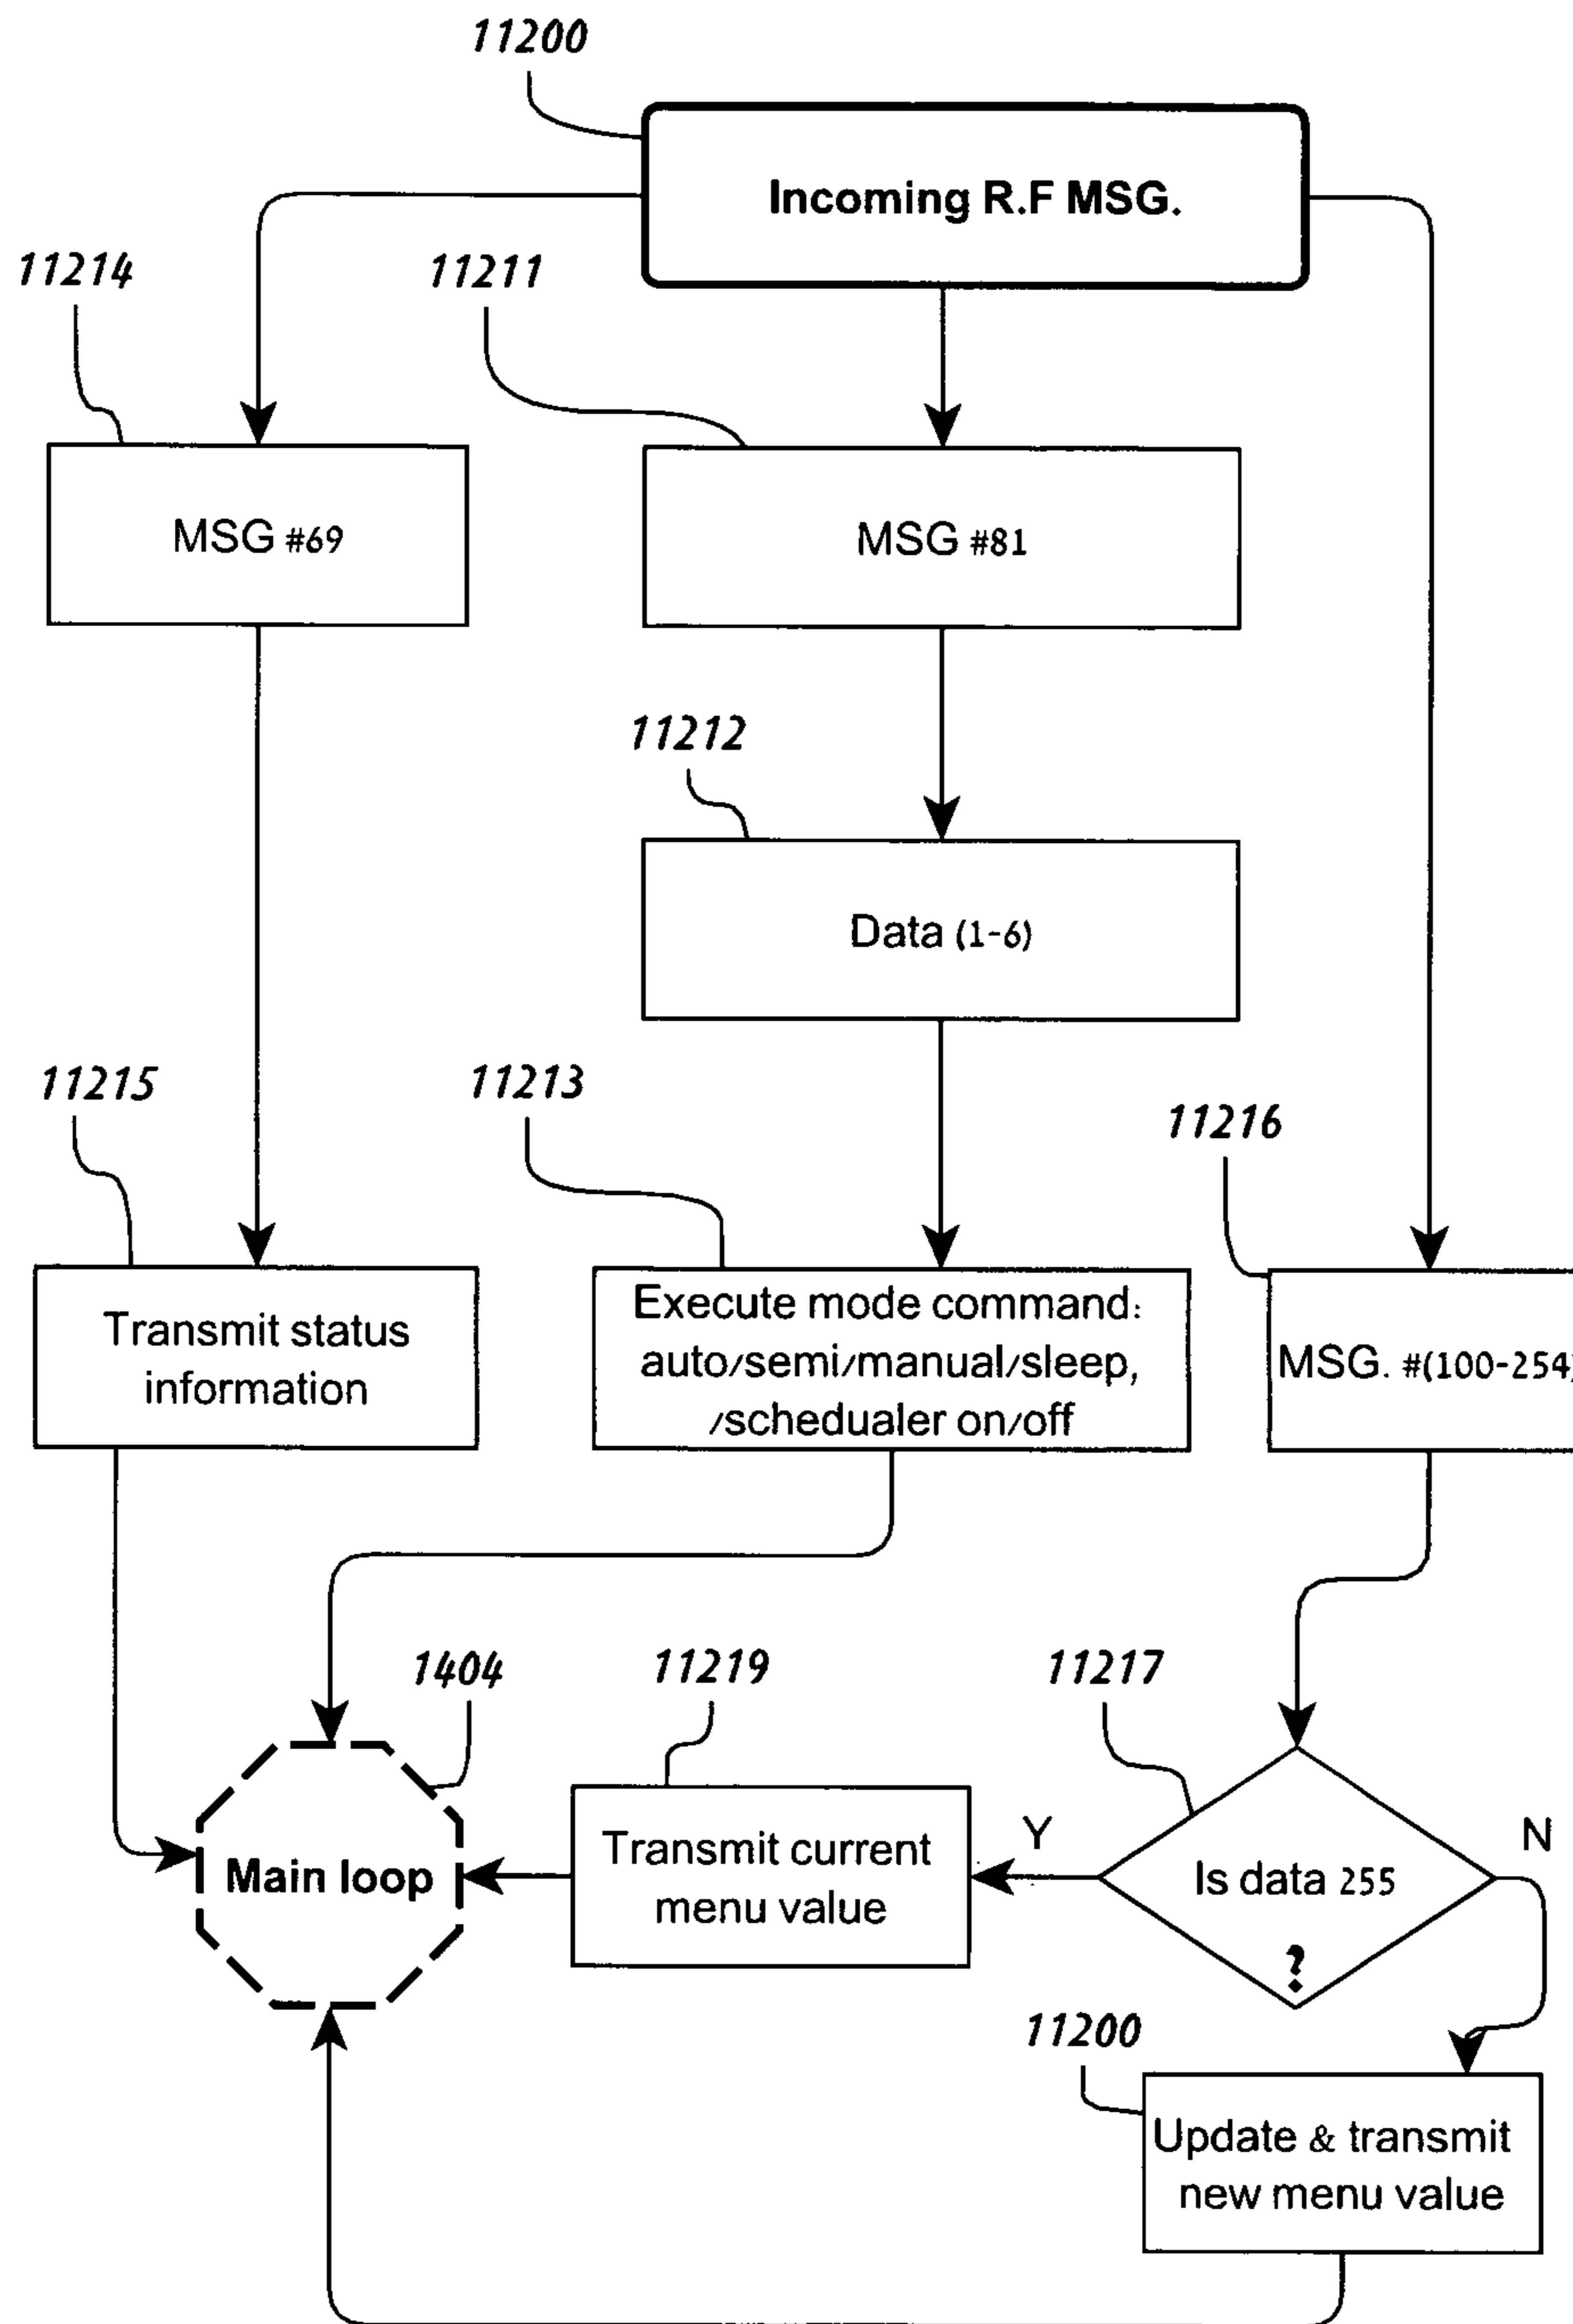 11200
Incoming R.F MSG.
11214
11211
MSG #69
MSG #81
11212
Data (1-6)
11215
11213
11216
Transmit status
information
Execute mode command:
auto/semi/manual/sleep,
/schedualer on/off
MSG. #(100-254)
1404
11219
11217
Main loop
Transmit current
menu value
Y
Is data 255
?
N
11200
Update & transmit
new menu value